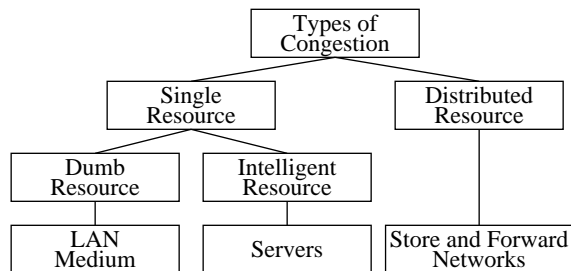 Types of
Congestion
Single
Resource
Distributed
Resource
Dumb
Resource
Intelligent
Resource
LAN
Medium
Servers
Store and Forward
Networks